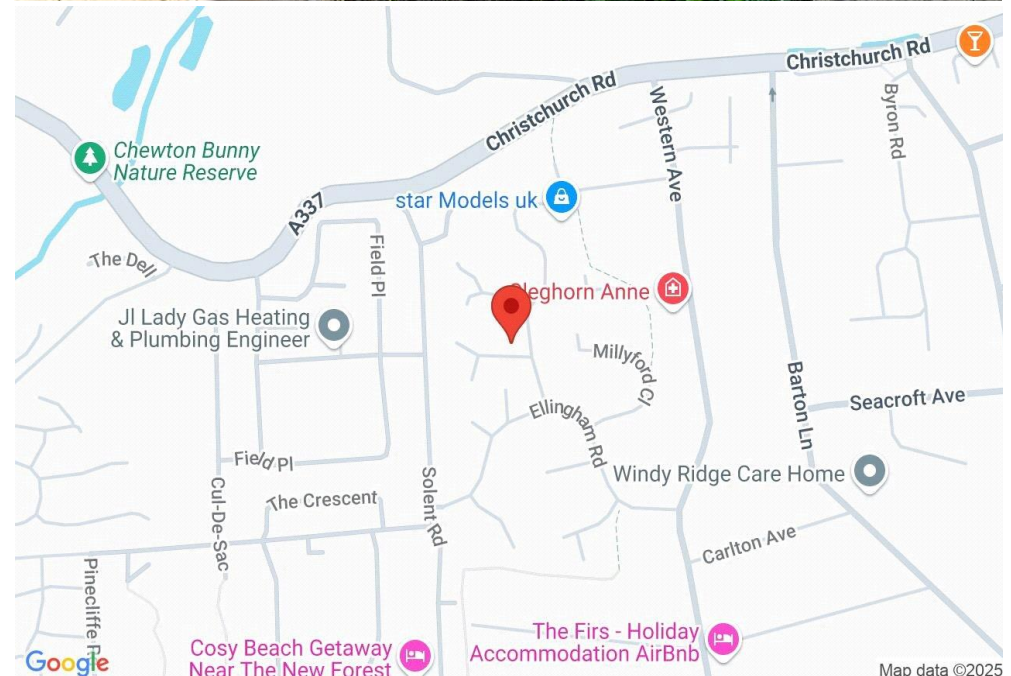 Christchurch Rd
Christchurch Rd
Western Ave
Byron Rd
Chewton Bunny
Nature Reserve
A337
star Models uk
Field Pl
The Dell
Cleghorn Anne
Jl Lady Gas Heating
& Plumbing Engineer
Millyford Cl
Barton Ln
Seacroft Ave
Ellingham Rd
Field Pl
Windy Ridge Care Home
The Crescent
Solent Rd
Cul-De-Sac
Carlton Ave
Pinecliffe R
The Firs - Holiday
Accommodation AirBnb
Cosy Beach Getaway
Near The New Forest
Google
Map data ©2025